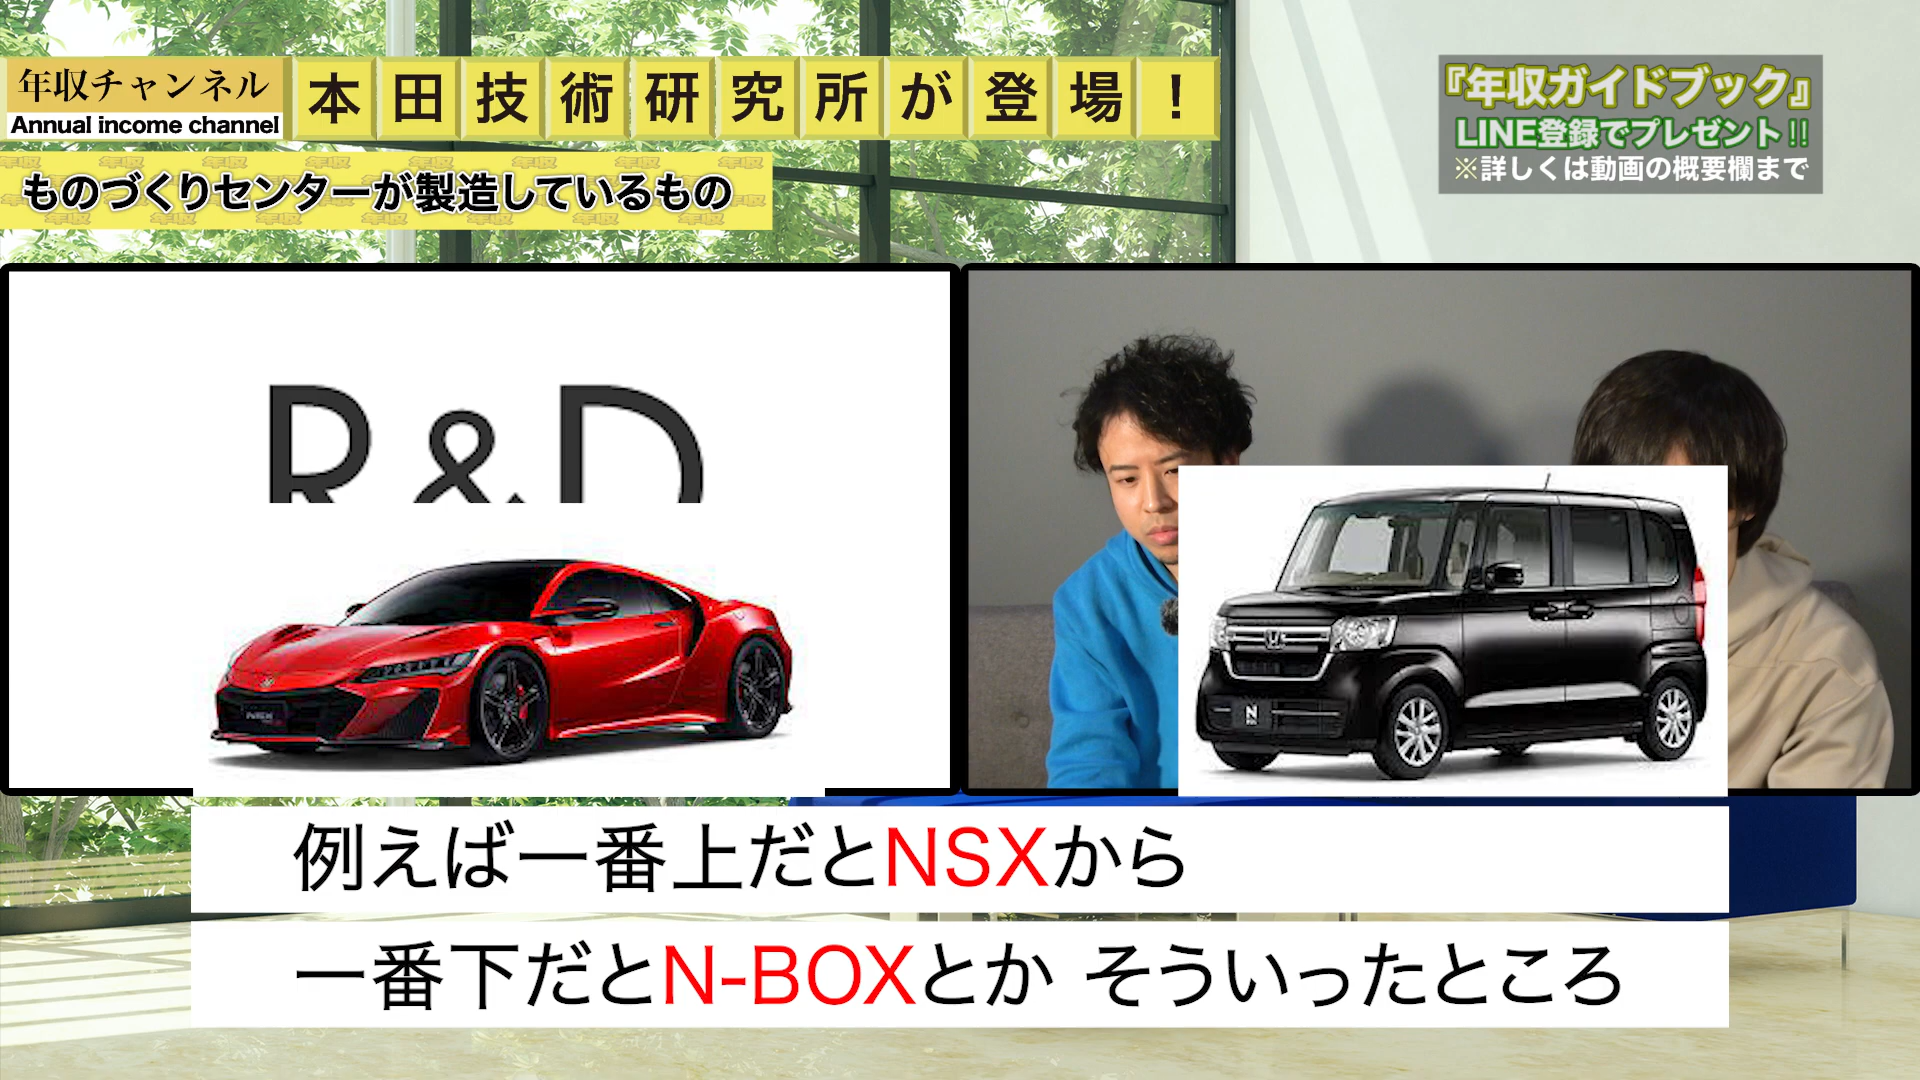 年収チャンネル
Annual income channel
本田技術研究所が登場！
『年収ガイドブック』
LINE登録でプレゼント!!
※詳しくは動画の概要欄まで
ものづくりセンターが製造しているもの
R&D
例えば一番上だとNSXから
一番下だとN-BOXとか そういったところ